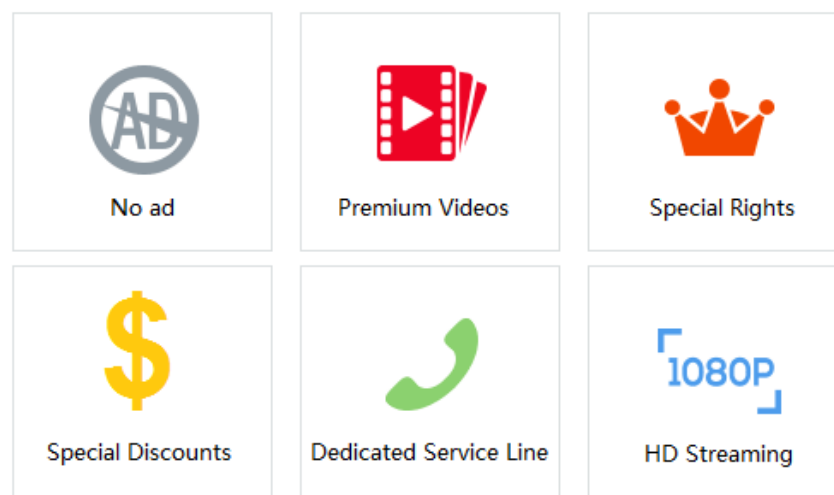 AD
No ad
Premium Videos
Special Rights
$
Special Discounts
Dedicated Service Line
1080P
HD Streaming